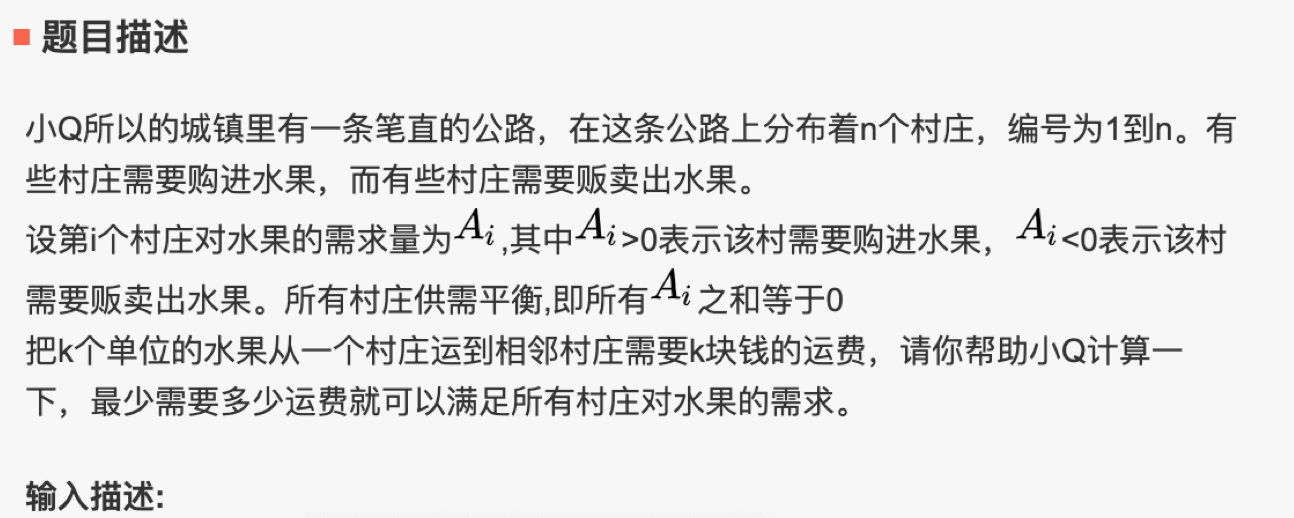 题目描述
小Q所以的城镇里有一条笔直的公路，在这条公路上分布着n个村庄，编号为1到n。有
些村庄需要购进水果，而有些村庄需要贩卖出水果。
设第i个村庄对水果的需求量为A_i,其中A_i>0表示该村需要购进水果，A_i<0表示该村
需要贩卖出水果。所有村庄供需平衡,即所有A_i之和等于0
把k个单位的水果从一个村庄运到相邻村庄需要k块钱的运费，请你帮助小Q计算一
下，最少需要多少运费就可以满足所有村庄对水果的需求。
输入描述: